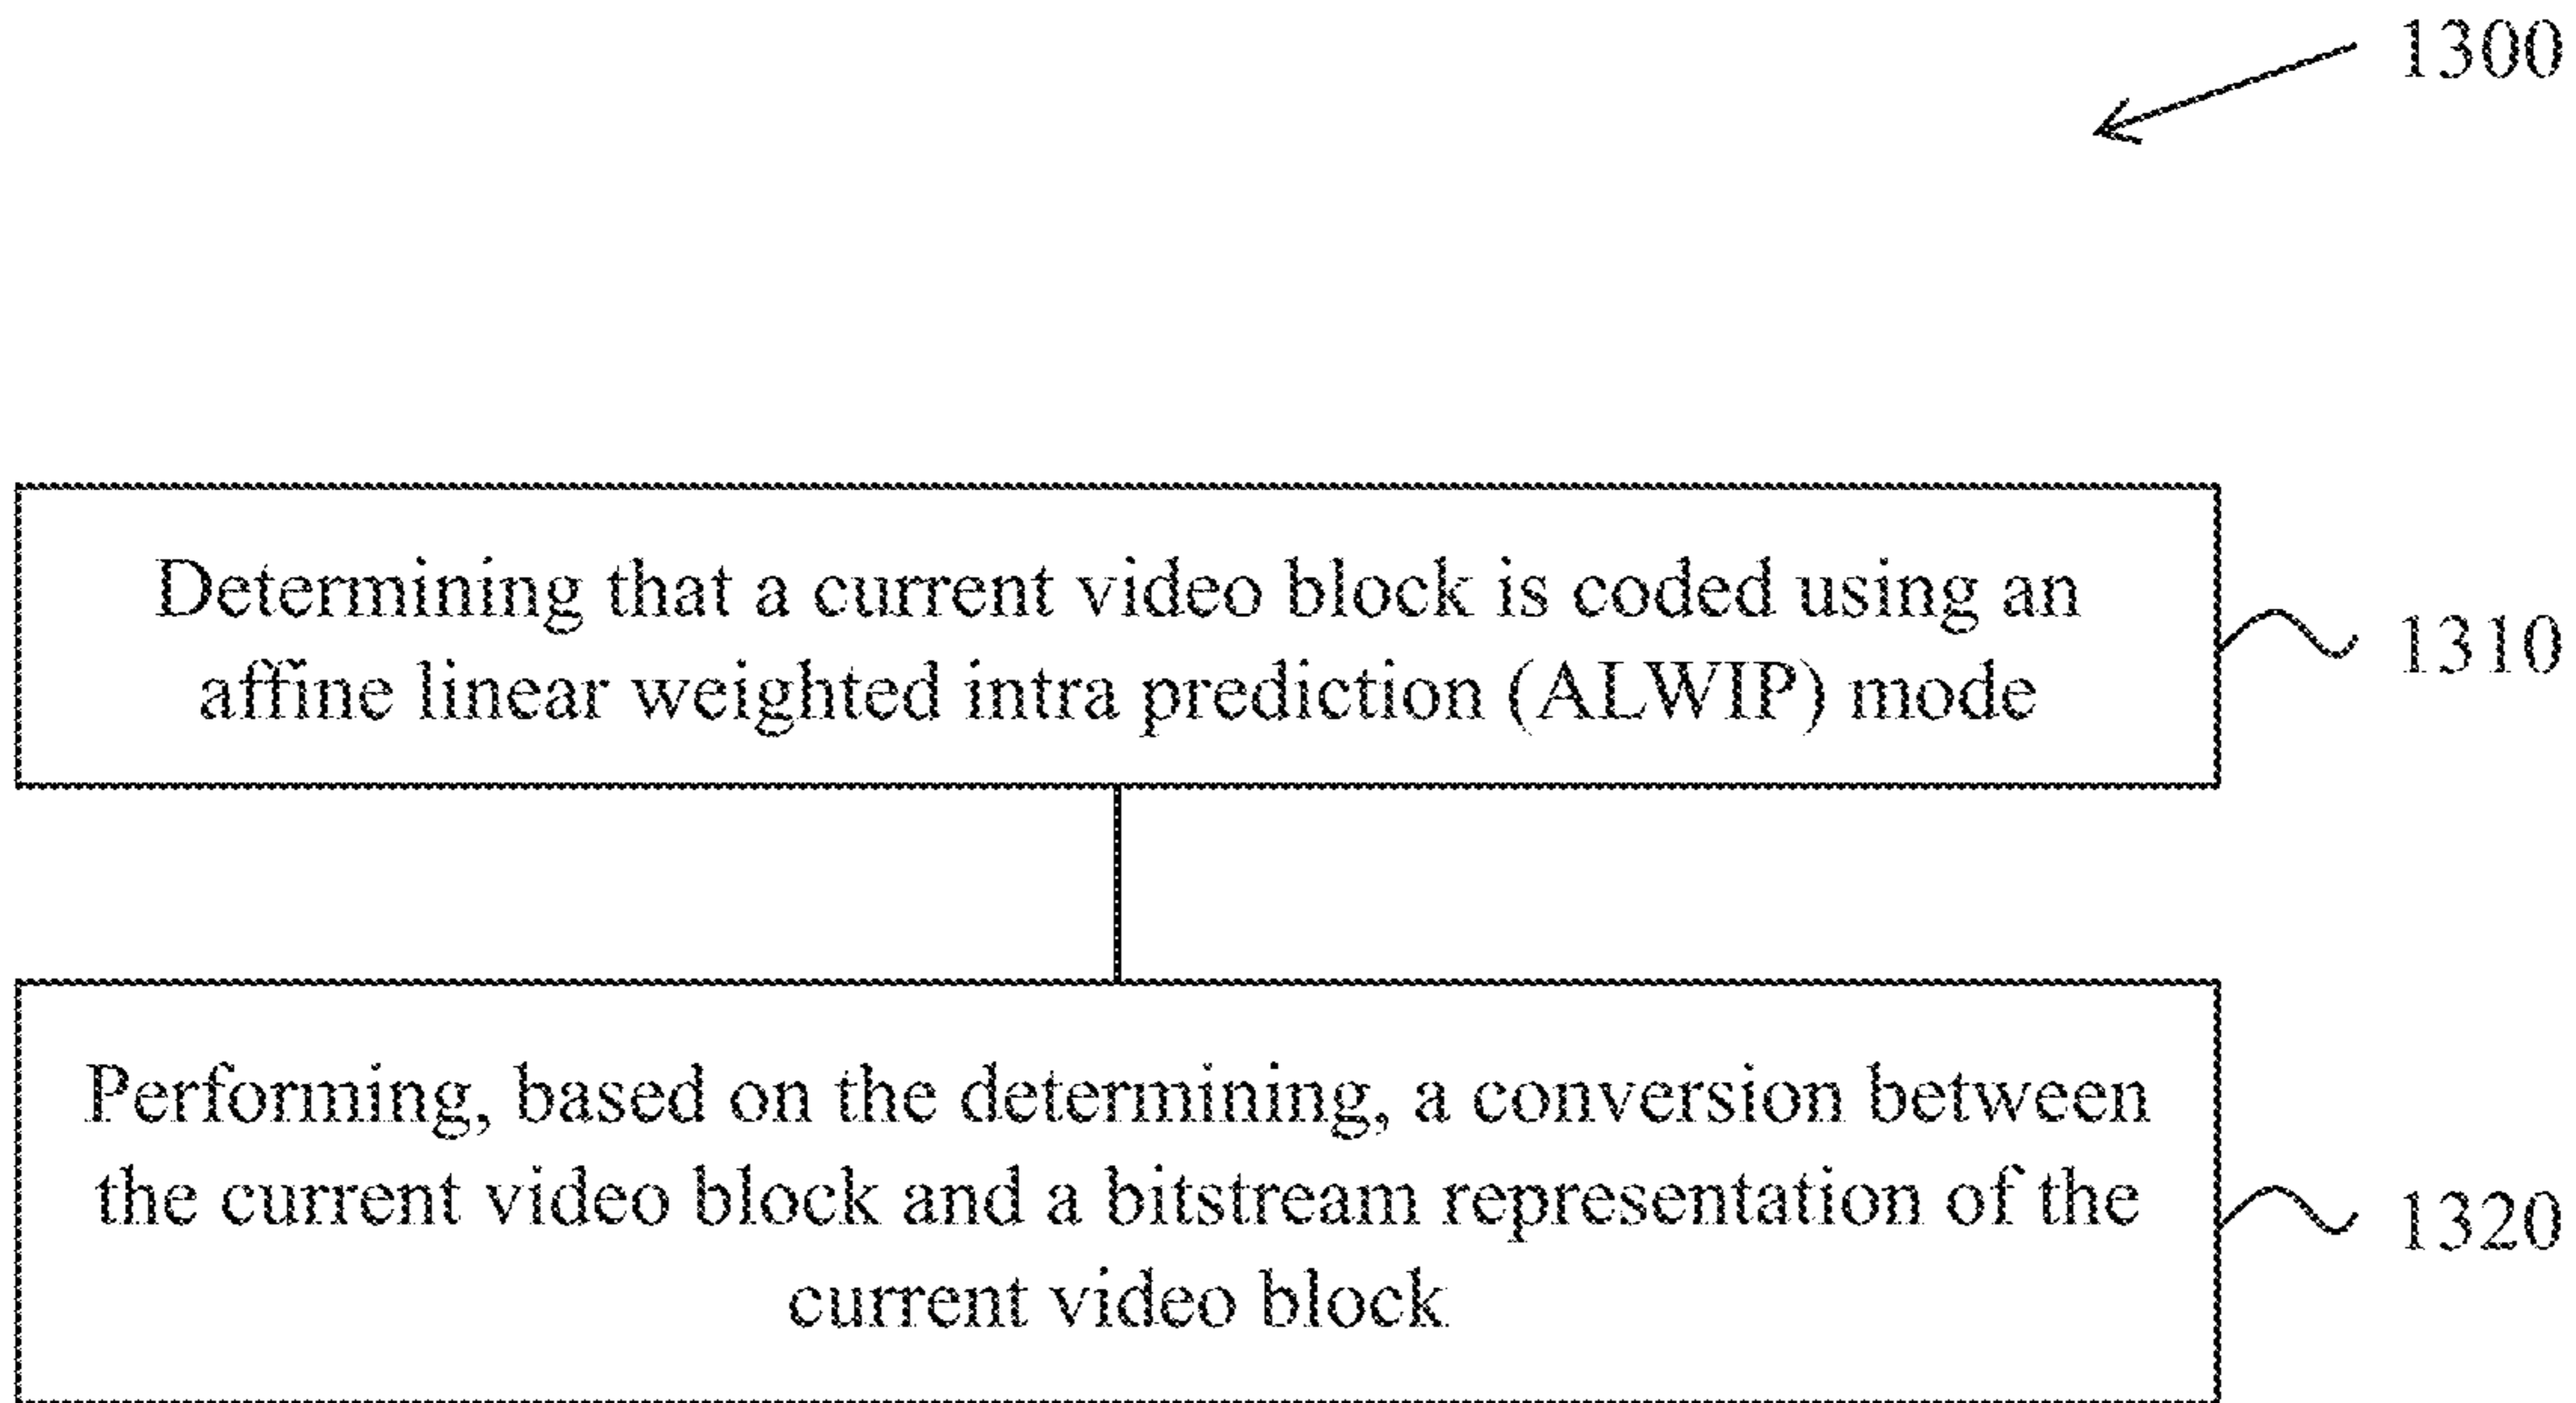 1300
Determining that a current video block is coded using an
affine linear weighted intra prediction (ALWIP) mode
1310
Performing, based on the determining, a conversion between
the current video block and a bitstream representation of the
current video block
1320